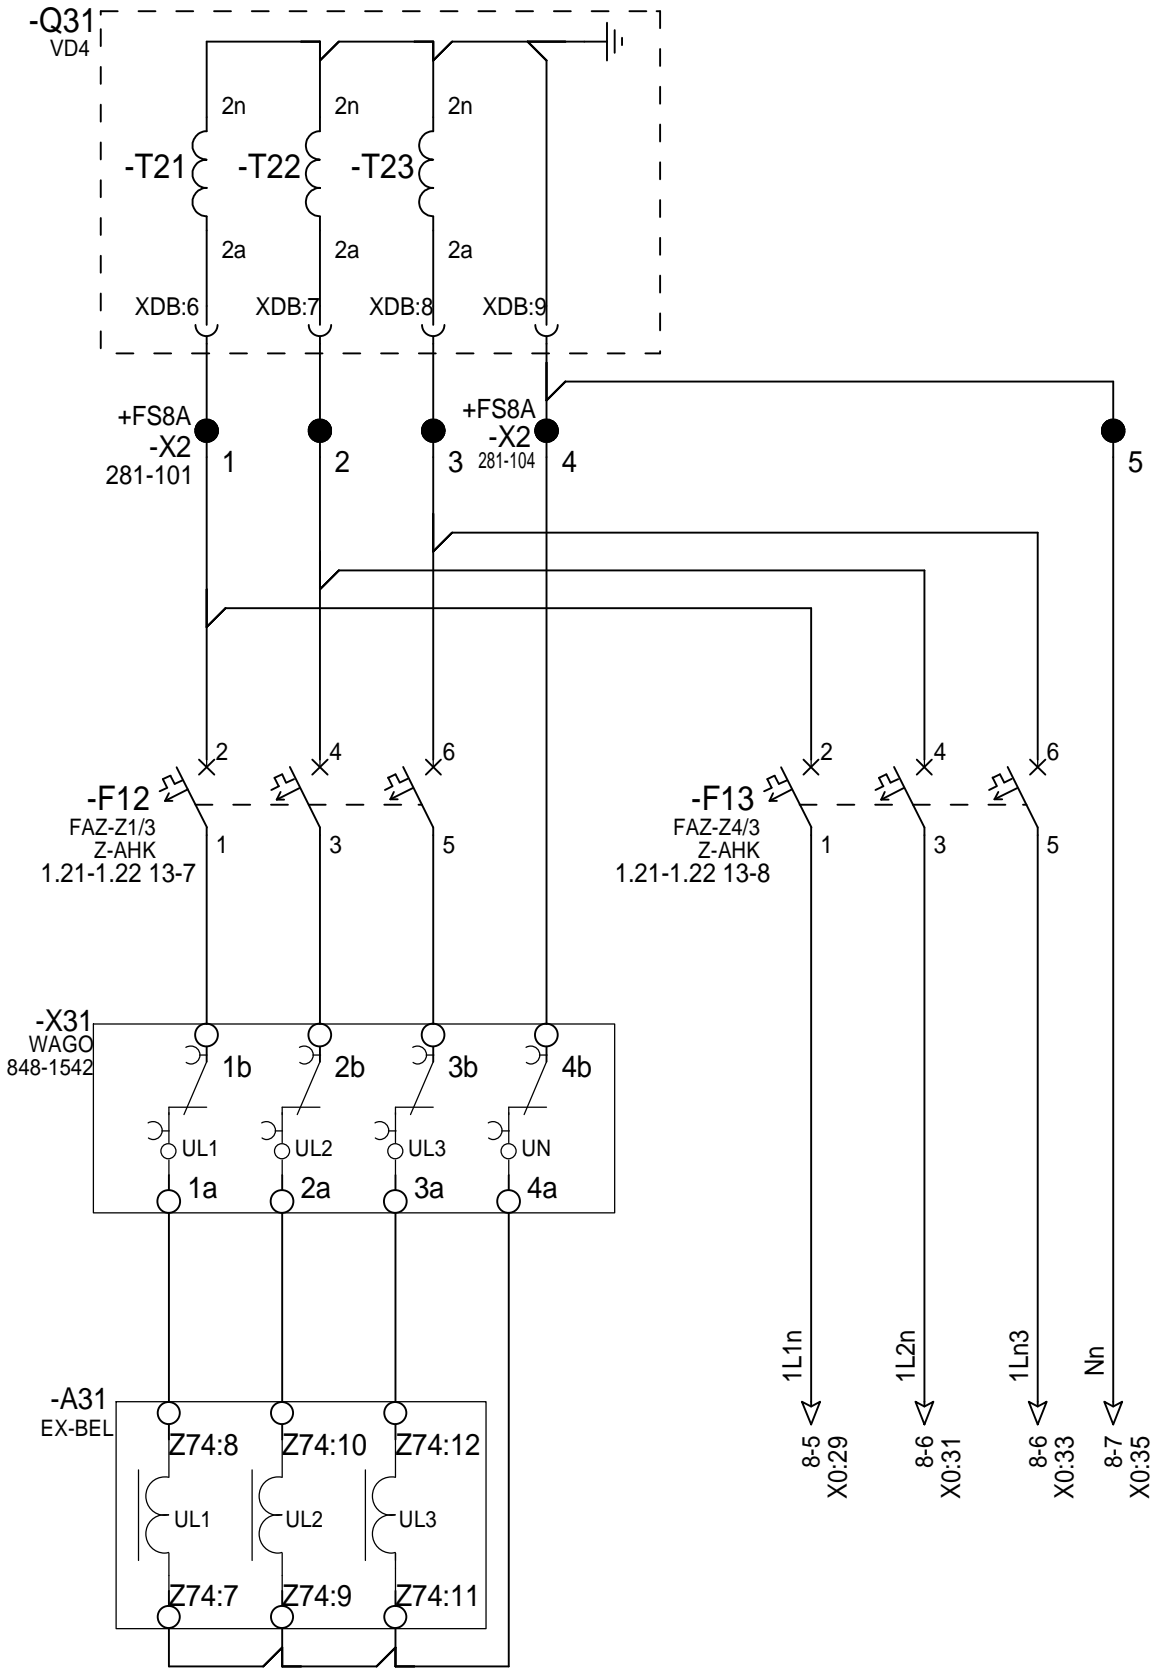 -Q31
VD4
2n
2n
2n
-T21
-T22
-T23
2a
2a
2a
XDB:6
XDB:7
XDB:8
XDB:9
+FS8A
-X2
281-101
1
2
3
+FS8A
-X2
281-104
4
5
2
4
6
-F12
FAZ-Z1/3
Z-AHK
1.21-1.22 13-7
1
3
5
2
4
6
-F13
FAZ-Z4/3
Z-AHK
1.21-1.22 13-8
1
3
5
-X31
WAGO
848-1542
1b
2b
3b
4b
UL1
UL2
UL3
UN
1a
2a
3a
4a
1L1n
1L2n
1Ln3
Nn
8-5
X0:29
8-6
X0:31
8-6
X0:33
8-7
X0:35
-A31
EX-BEL
Z74:8
Z74:10
Z74:12
UL1
UL2
UL3
Z74:7
Z74:9
Z74:11